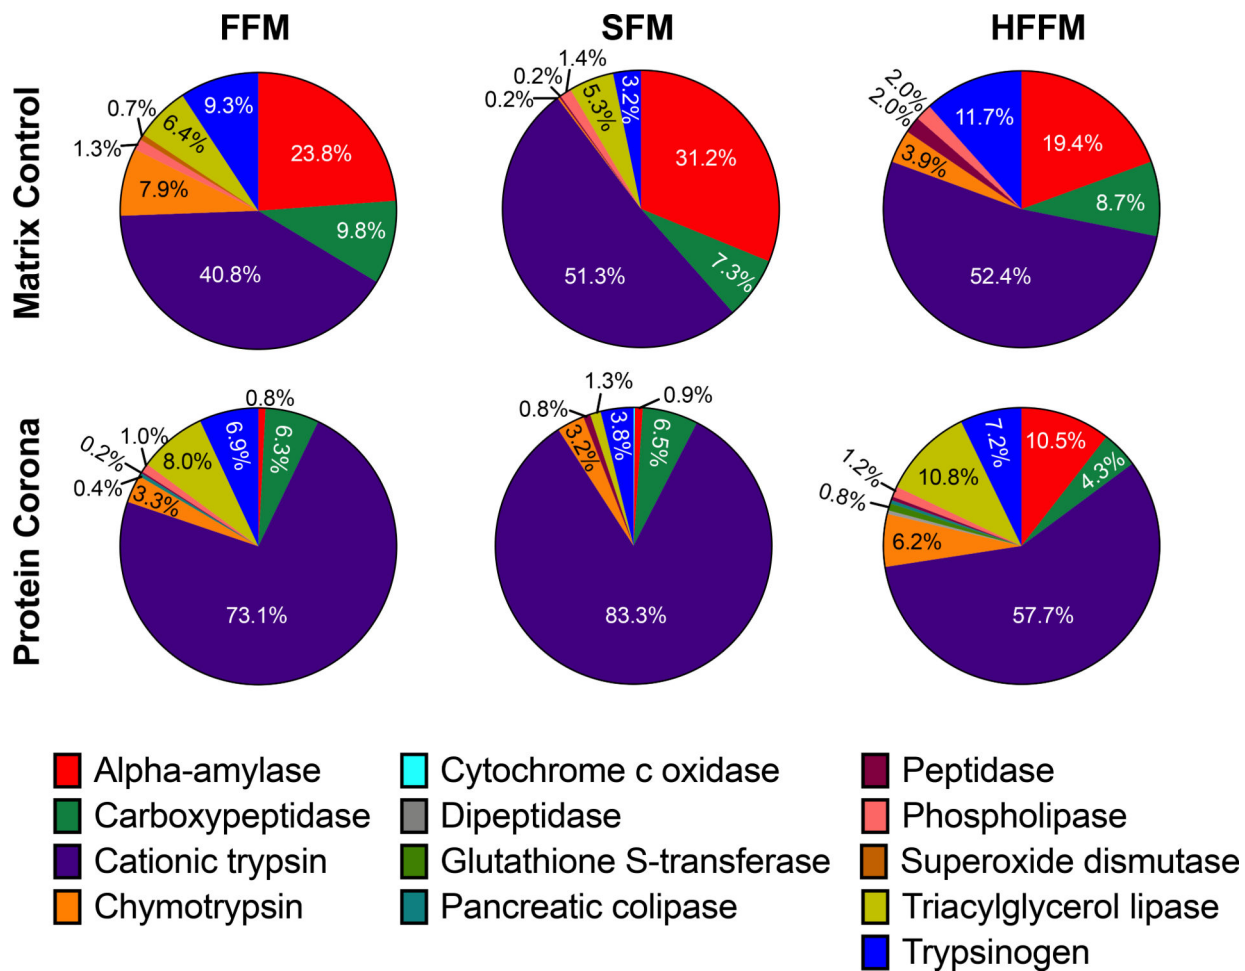 FFM
SFM
HFFM
Matrix Control
9.3%
23.8%
9.8%
40.8%
7.9%
1.3%
0.7%
6.4%
3.2%
31.2%
7.3%
51.3%
0.2%
0.2%
1.4%
5.3%
11.7%
19.4%
8.7%
52.4%
3.9%
2.0%
2.0%
Protein Corona
6.9%
0.8%
6.3%
73.1%
3.3%
0.4%
0.2%
1.0%
8.0%
3.8%
0.9%
6.5%
83.3%
3.2%
0.8%
1.3%
7.2%
10.5%
4.3%
57.7%
6.2%
0.8%
1.2%
10.8%
Alpha-amylase
Carboxypeptidase
Cationic trypsin
Chymotrypsin
Cytochrome c oxidase
Dipeptidase
Glutathione S-transferase
Pancreatic colipase
Peptidase
Phospholipase
Superoxide dismutase
Triacylglycerol lipase
Trypsinogen